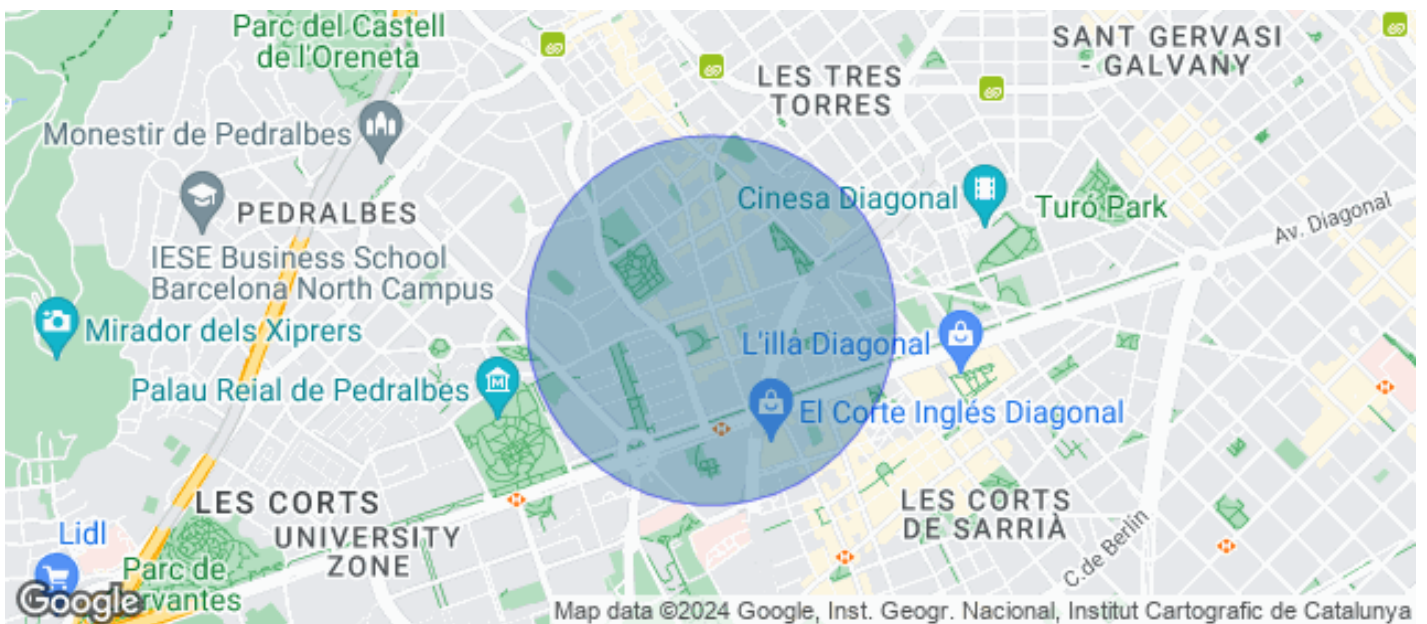 Parc del Castell
de l'Oreneta
SANT GERVASI
- GALVANY
LES TRES
TORRES
Monestir de Pedralbes
PEDRALBES
Cinesa Diagonal
Turó Park
Av. Diagonal
IESE Business School
Barcelona North Campus
Mirador dels Xiprers
L'illa Diagonal
Palau Reial de Pedralbes
M
El Corte Inglés Diagonal
LES CORTS
UNIVERSITY
ZONE
LES CORTS
DE SARRIÀ
C. de Berlín
Lidl
Parc de
Google
Map data ©2024 Google, Inst. Geogr. Nacional, Institut Cartografic de Catalunya